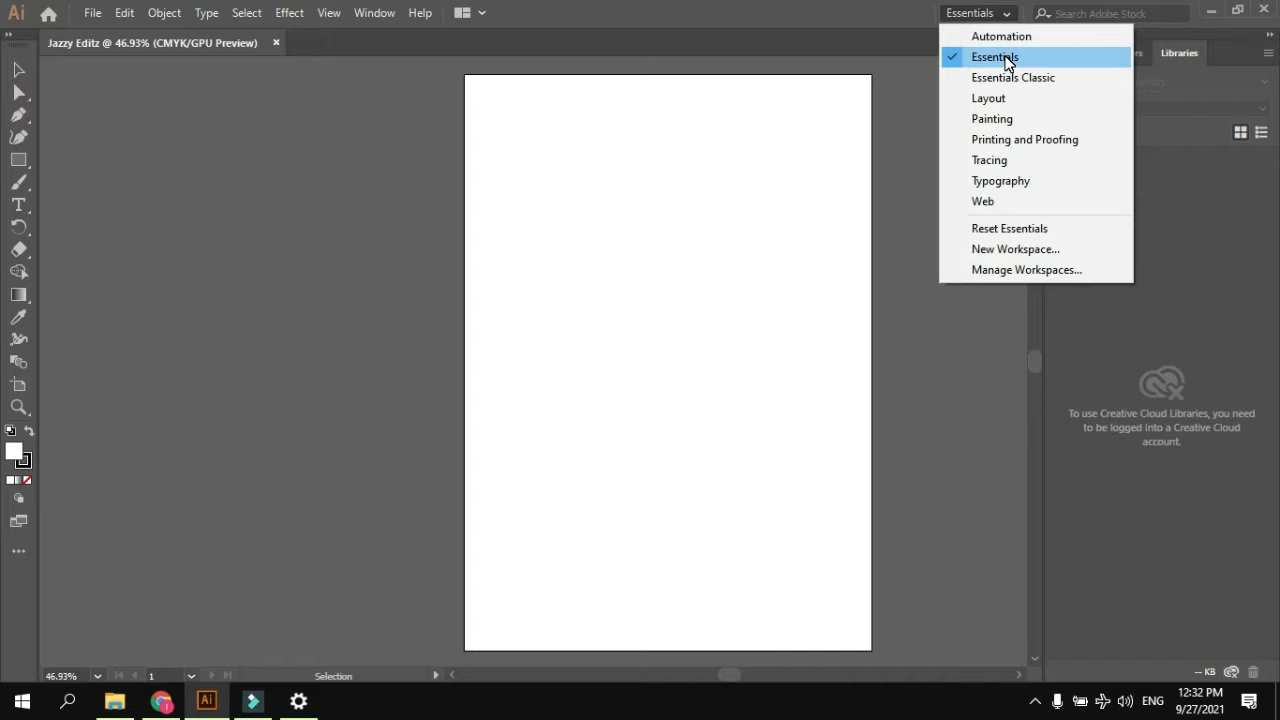 Ai File Edit Object Type Select Effect View Window Help Essentials Search Adobe Stock
Jazzy Editz @ 46.93% (CMYK/GPU Preview) ×
Automation
Essentials
Essentials Classic
Layout
Painting
Printing and Proofing
Tracing
Typography
Web
Reset Essentials
New Workspace...
Manage Workspaces...
Libraries
To use Creative Cloud Libraries, you need
to be logged into a Creative Cloud
account.
46.93% 1 Selection
-- KB
Ai
ENG
12:32 PM
9/27/2021